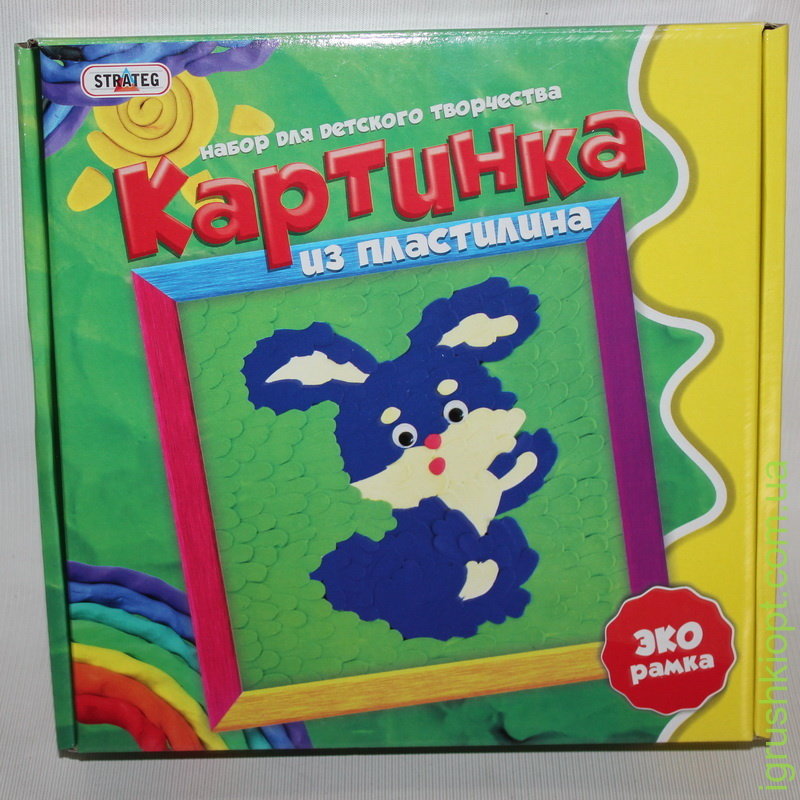 STRATEG
набор для детского творчества
Картинка
из пластилина
ЭКО
рамка
igrushkiopt.com.ua